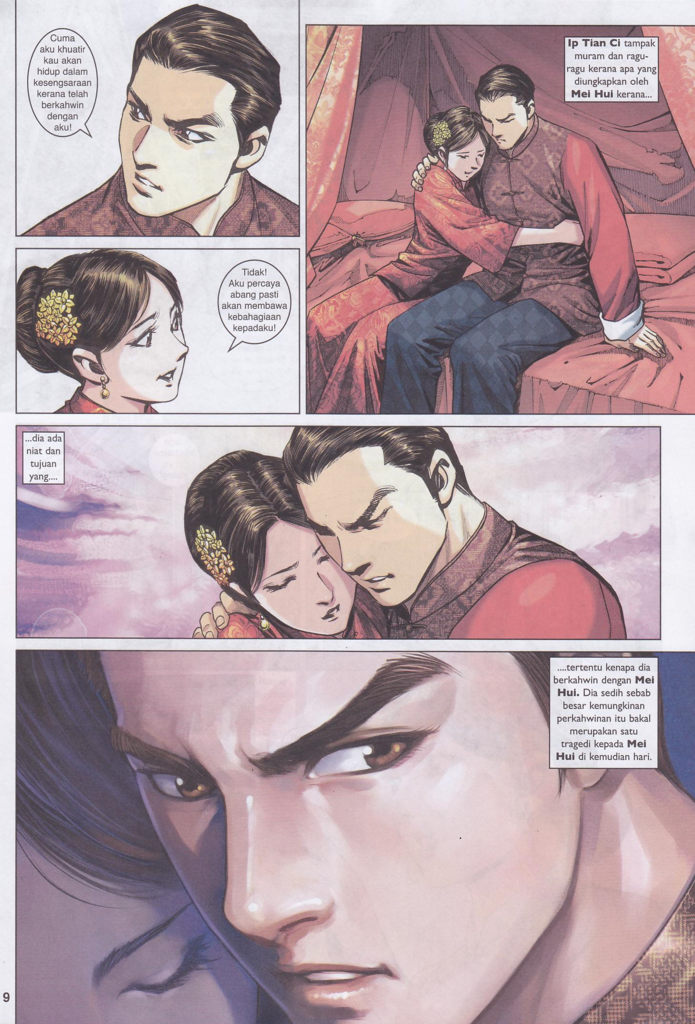 Cuma
aku khuatir
kau akan
hidup dalam
kesengsaraan
kerana telah
berkahwin
dengan
aku!
Ip Tian Ci tampak
muram dan ragu-
ragu kerana apa yang
diungkapkan oleh
Mei Hui kerana...
Tidak!
Aku percaya
abang pasti
akan membawa
kebahagiaan
kepadaku!
...dia ada
niat dan
tujuan
yang....
....tertentu kenapa dia
berkahwin dengan Mei
Hui. Dia sedih sebab
besar kemungkinan
perkahwinan itu bakal
merupakan satu
tragedi kepada Mei
Hui di kemudian hari.
9